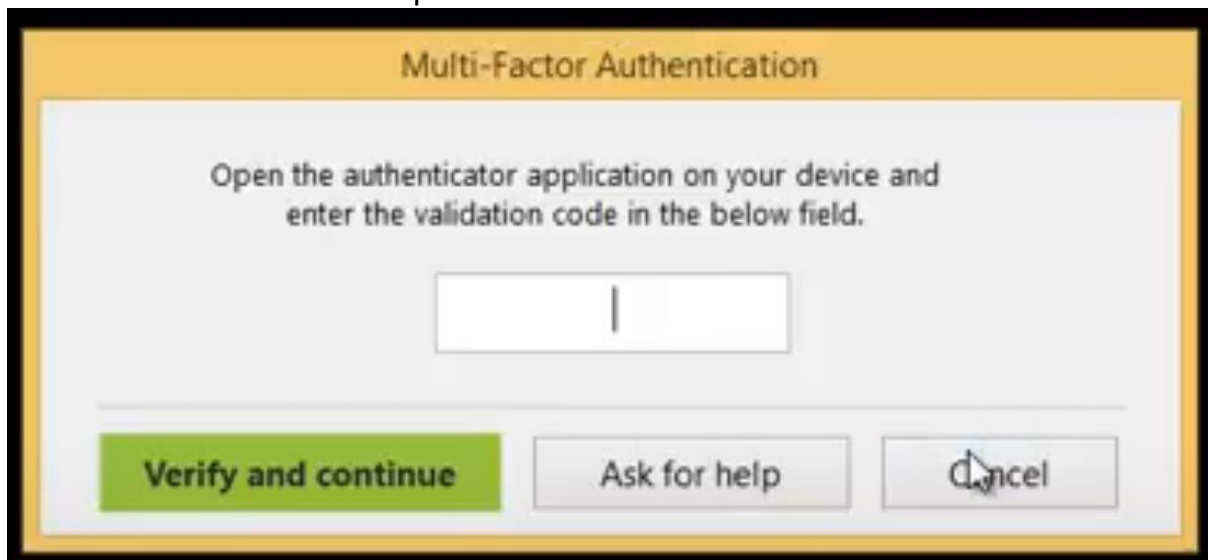 Multi-Factor Authentication
Open the authenticator application on your device and
enter the validation code in the below field.
Verify and continue
Ask for help
Cancel